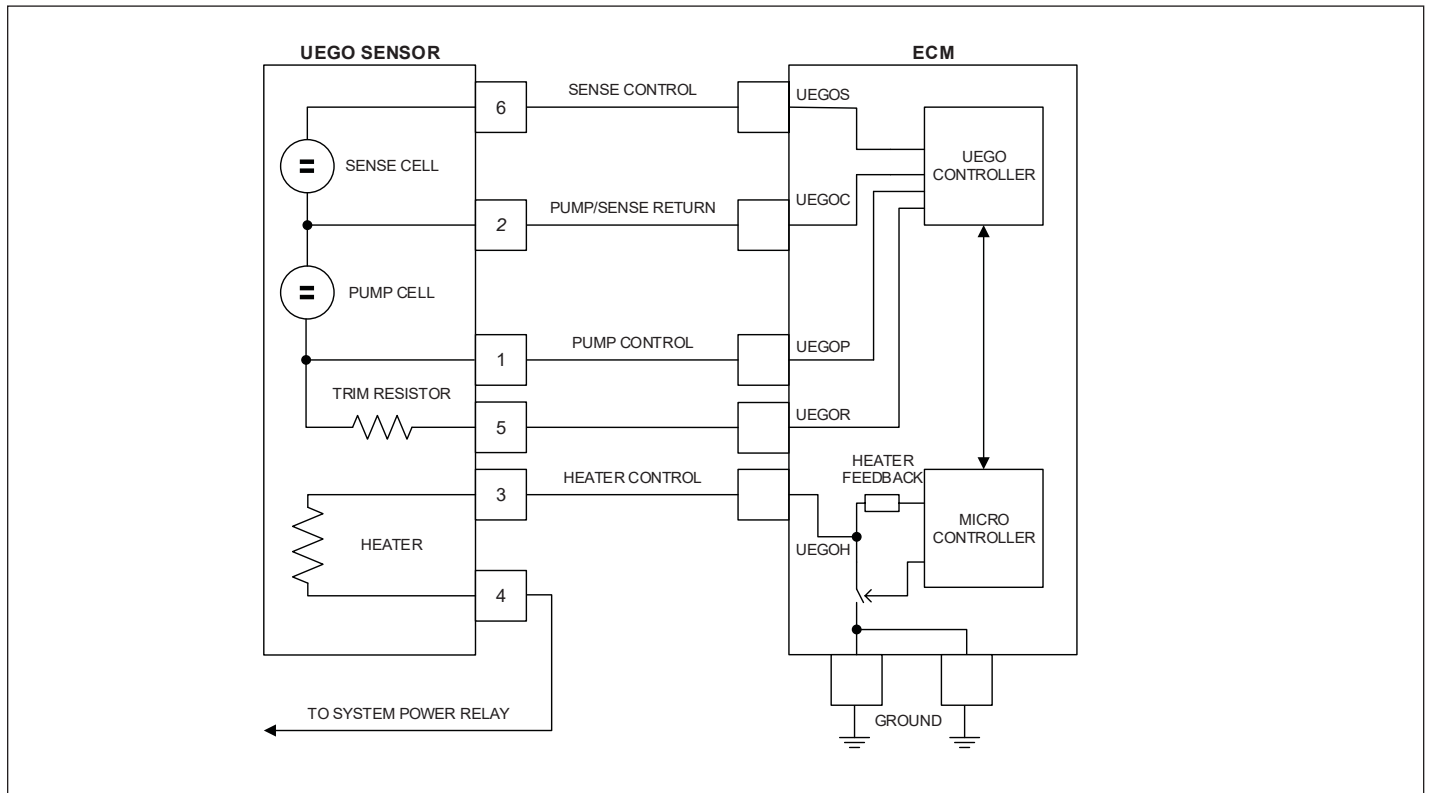 UEGO SENSOR
ECM
6
SENSE CONTROL
UEGOS
SENSE CELL
UEGO
CONTROLLER
2
PUMP/SENSE RETURN
UEGOC
PUMP CELL
1
PUMP CONTROL
UEGOP
TRIM RESISTOR
5
UEGOR
3
HEATER CONTROL
HEATER
FEEDBACK
HEATER
UEGOH
MICRO
CONTROLLER
4
TO SYSTEM POWER RELAY
GROUND